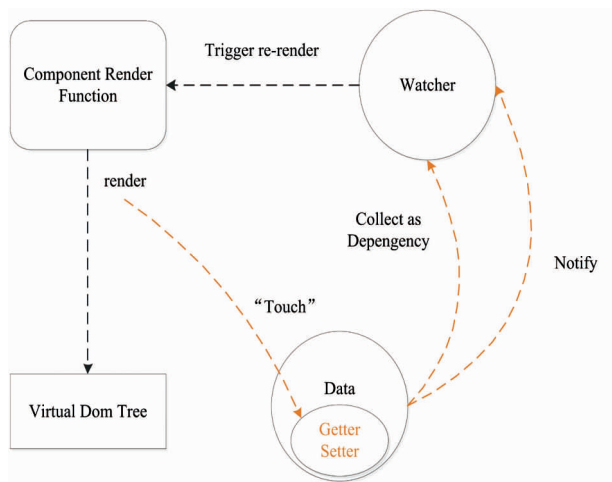 Trigger re-render
Component Render
Function
Watcher
render
Collect as
Depengency
Notify
“Touch”
Data
Virtual Dom Tree
Getter
Setter